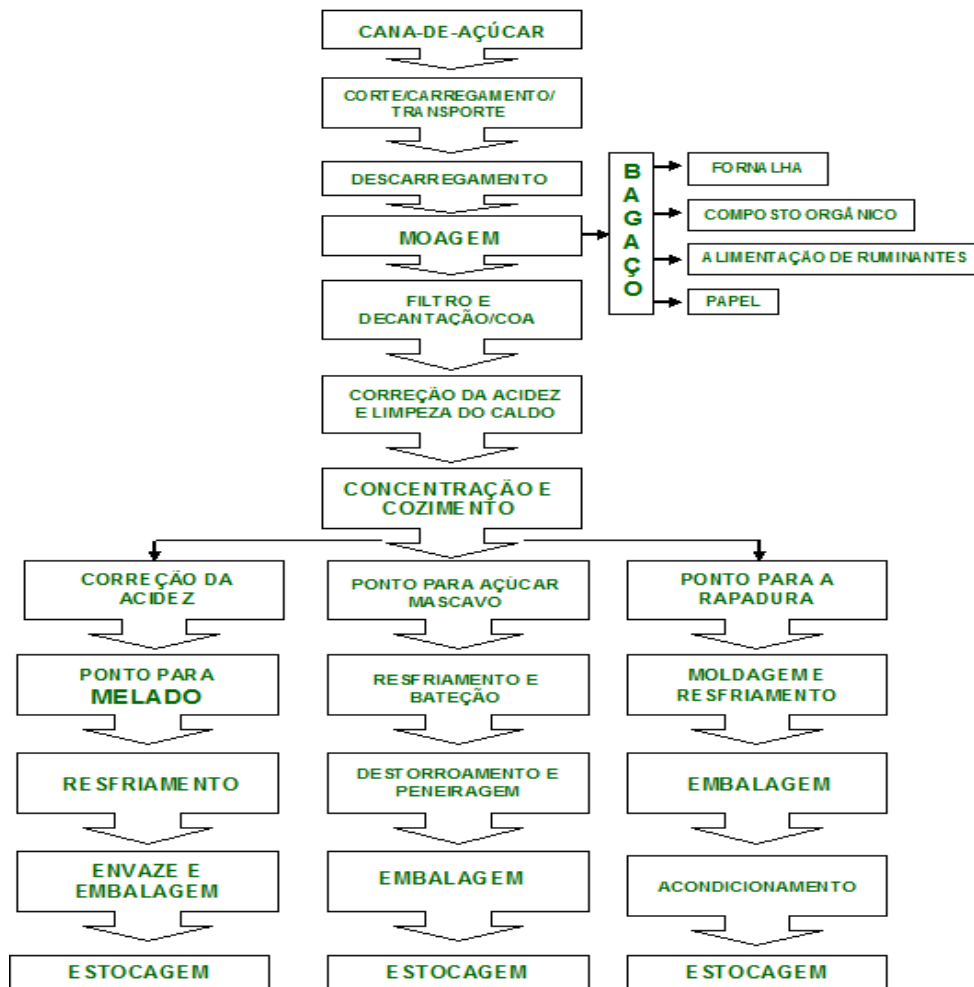 CANA-DE-AÇÚCAR
CORTE/CARREGAMENTO/
TRANSPORTE
DESCARREGAMENTO
MOAGEM
BAGAÇO
FORNALHA
COMPOSTO ORGÂNICO
ALIMENTAÇÃO DE RUMINANTES
PAPEL
FILTRO E
DECANTAÇÃO/COA
CORREÇÃO DA ACIDEZ
E LIMPEZA DO CALDO
CONCENTRAÇÃO E
COZIMENTO
CORREÇÃO DA
ACIDEZ
PONTO PARA
MELADO
RESFRIAMENTO
ENVAZE E
EMBALAGEM
ESTOCAGEM
PONTO PARA AÇÚCAR
MASCAVO
RESFRIAMENTO E
BATEÇÃO
DESTORROAMENTO E
PENEIRAGEM
EMBALAGEM
ESTOCAGEM
PONTO PARA A
RAPADURA
MOLDAGEM E
RESFRIAMENTO
EMBALAGEM
ACONDICIONAMENTO
ESTOCAGEM